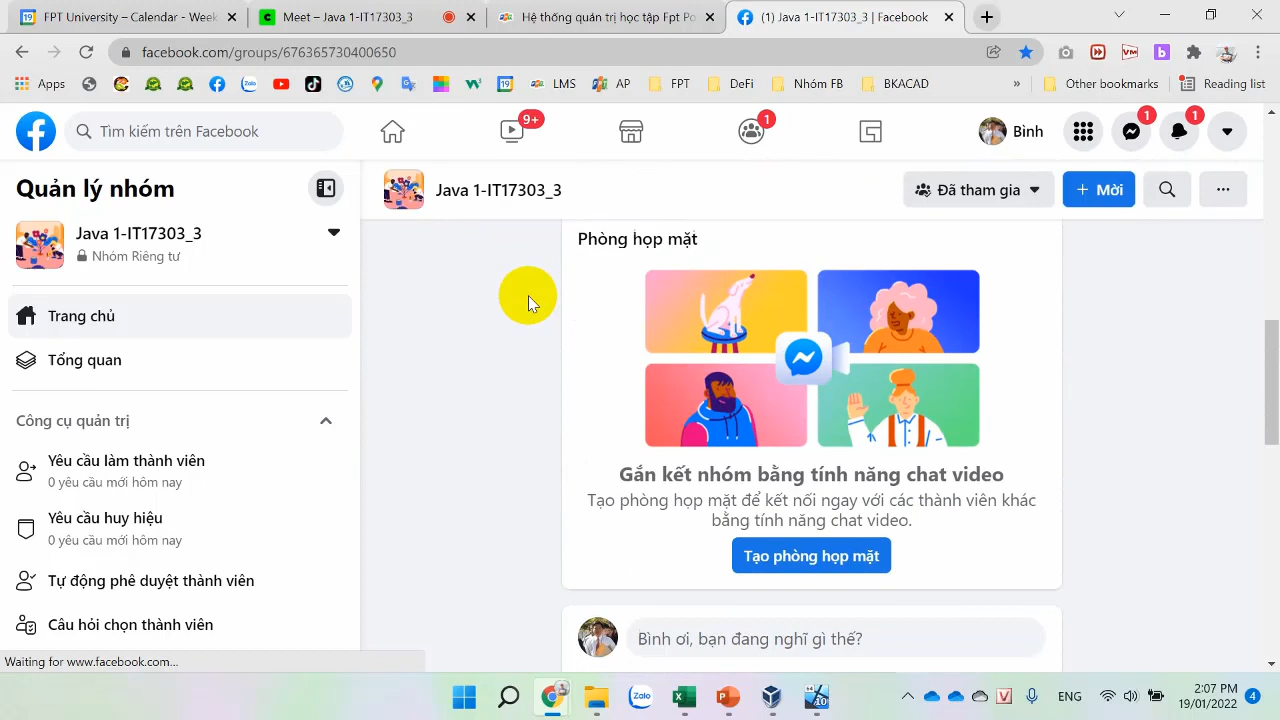 FPT University – Calendar - Week
Meet – Java 1-IT17303_3
Hệ thống quản trị học tập Fpt Po
(1) Java 1-IT17303_3 | Facebook
facebook.com/groups/676365730400650
Apps
LMS
AP
FPT
DeFi
Nhóm FB
BKACAD
»
Other bookmarks
Reading list
Tìm kiếm trên Facebook
9+
1
Bình
1
1
Quản lý nhóm
Java 1-IT17303_3
Nhóm Riêng tư
Java 1-IT17303_3
Đã tham gia
+ Mời
Trang chủ
Tổng quan
Công cụ quản trị
Yêu cầu làm thành viên
0 yêu cầu mới hôm nay
Yêu cầu huy hiệu
0 yêu cầu mới hôm nay
Tự động phê duyệt thành viên
Câu hỏi chọn thành viên
Phòng họp mặt
Gắn kết nhóm bằng tính năng chat video
Tạo phòng họp mặt để kết nối ngay với các thành viên khác
bằng tính năng chat video.
Tạo phòng họp mặt
Bình ơi, bạn đang nghĩ gì thế?
Waiting for www.facebook.com...
Zalo
ENG
2:07 PM
19/01/2022
4